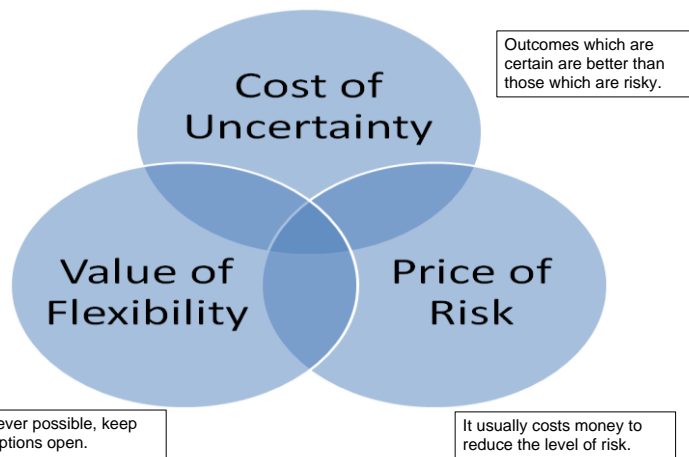 Cost of
Uncertainty
Outcomes which are
certain are better than
those which are risky.
Value of
Flexibility
Price of
Risk
ever possible, keep
ptions open.
It usually costs money to
reduce the level of risk.